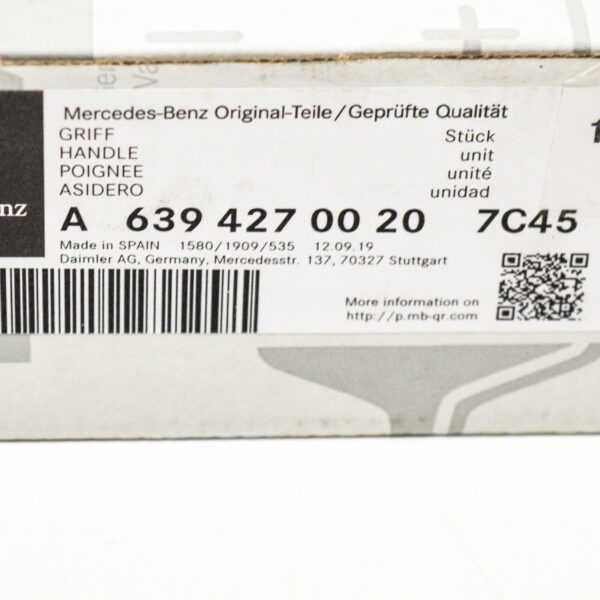 Mercedes-Benz Original-Teile/Geprüfte Qualität
GRIFF Stück
HANDLE unit
POIGNEE unité
ASIDERO unidad
nz
A 639 427 00 20 7C45
Made in SPAIN 1580/1909/535 12.09.19
Daimler AG, Germany, Mercedesstr. 137, 70327 Stuttgart
More information on
http://p.mb-qr.com